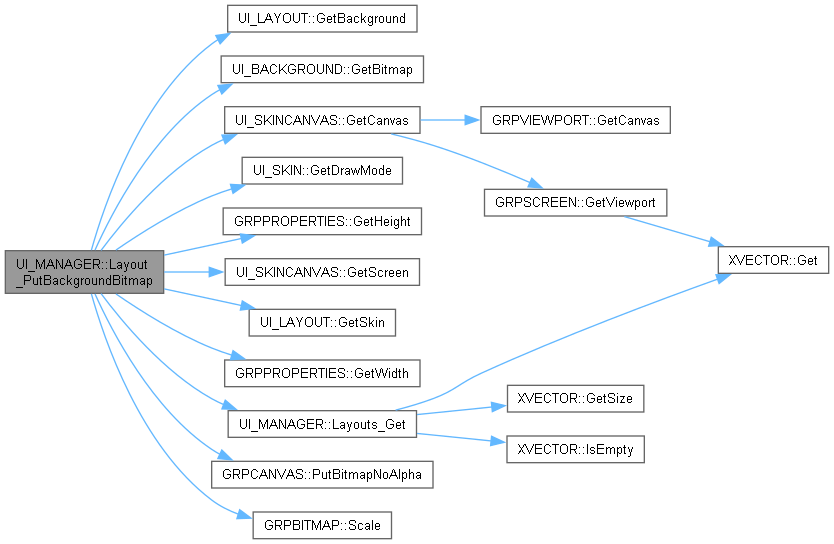 UI_LAYOUT::GetBackground
UI_BACKGROUND::GetBitmap
UI_SKINCANVAS::GetCanvas
GRPVIEWPORT::GetCanvas
UI_SKIN::GetDrawMode
GRPSCREEN::GetViewport
GRPPROPERTIES::GetHeight
UI_MANAGER::Layout
_PutBackgroundBitmap
UI_SKINCANVAS::GetScreen
XVECTOR::Get
UI_LAYOUT::GetSkin
GRPPROPERTIES::GetWidth
UI_MANAGER::Layouts_Get
XVECTOR::GetSize
XVECTOR::IsEmpty
GRPCANVAS::PutBitmapNoAlpha
GRPBITMAP::Scale